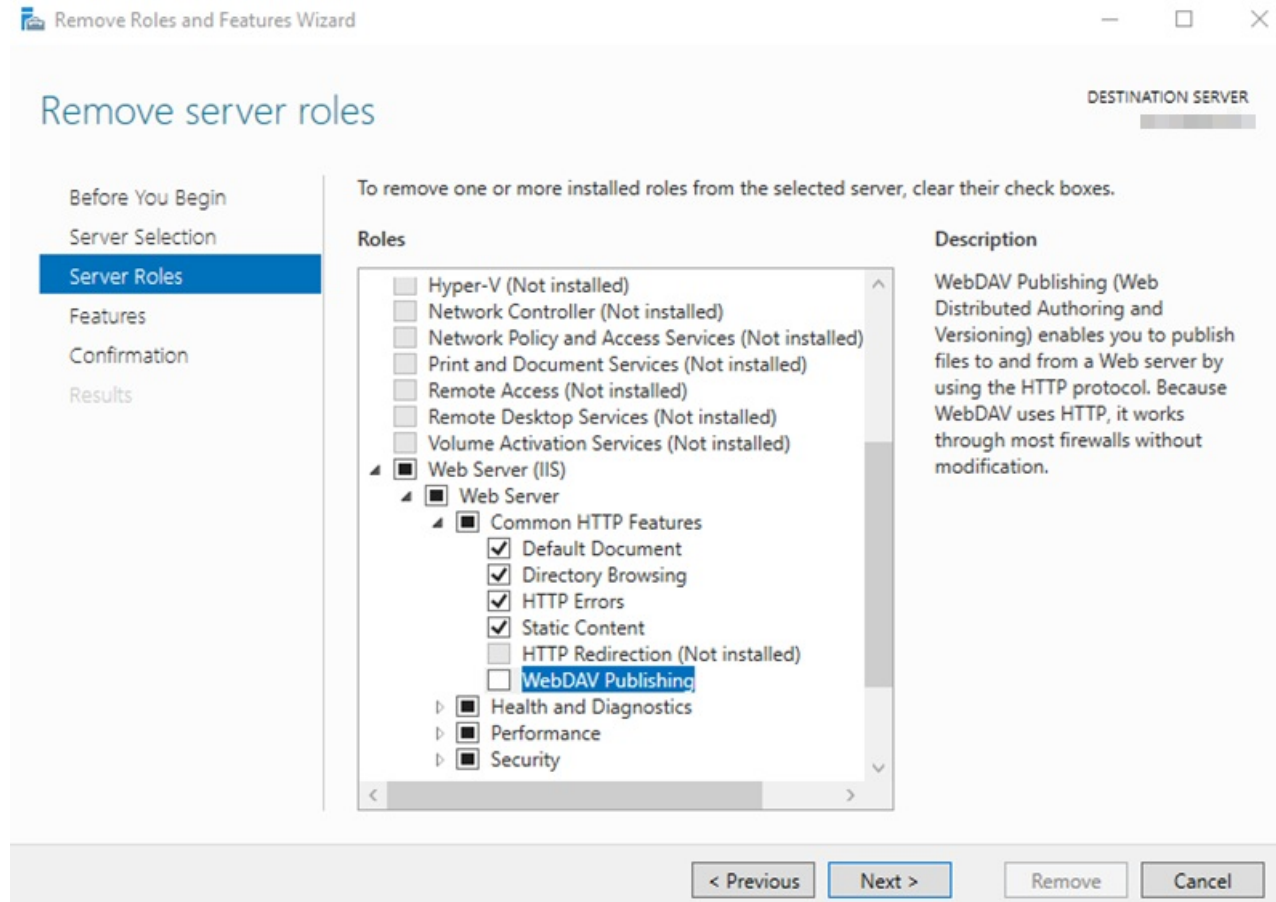 Remove Roles and Features Wizard
Remove server roles
DESTINATION SERVER
Before You Begin
Server Selection
Server Roles
Features
Confirmation
Results
To remove one or more installed roles from the selected server, clear their check boxes.
Roles
Hyper-V (Not installed)
Network Controller (Not installed)
Network Policy and Access Services (Not installed)
Print and Document Services (Not installed)
Remote Access (Not installed)
Remote Desktop Services (Not installed)
Volume Activation Services (Not installed)
Web Server (IIS)
Web Server
Common HTTP Features
Default Document
Directory Browsing
HTTP Errors
Static Content
HTTP Redirection (Not installed)
WebDAV Publishing
Health and Diagnostics
Performance
Security
Description
WebDAV Publishing (Web
Distributed Authoring and
Versioning) enables you to publish
files to and from a Web server by
using the HTTP protocol. Because
WebDAV uses HTTP, it works
through most firewalls without
modification.
< Previous
Next >
Remove
Cancel